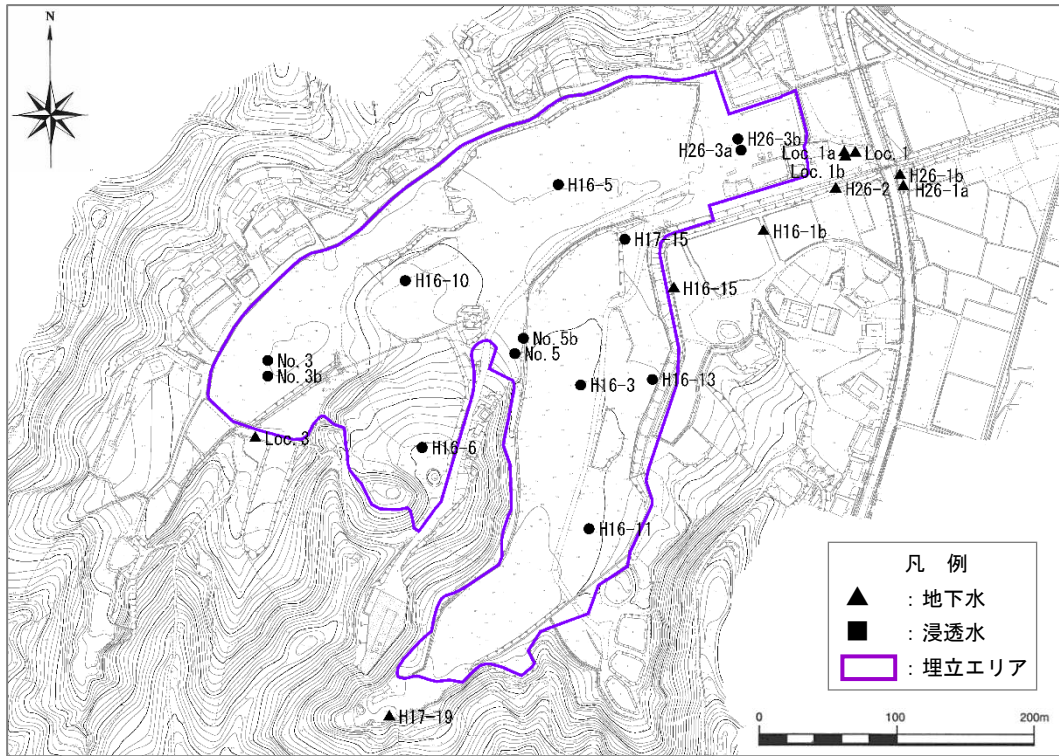 N
H26-3b
H26-3a
Loc.1a
Loc.1
Loc.1b
H26-1b
H26-1a
H26-2
H16-5
H16-1b
H17-15
H16-10
H16-15
No.5b
No.5
No.3
No.3b
H16-3
H16-13
Loc.3
H16-6
H16-11
H17-19
凡 例
:地下水
:浸透水
:埋立エリア
0 100 200m